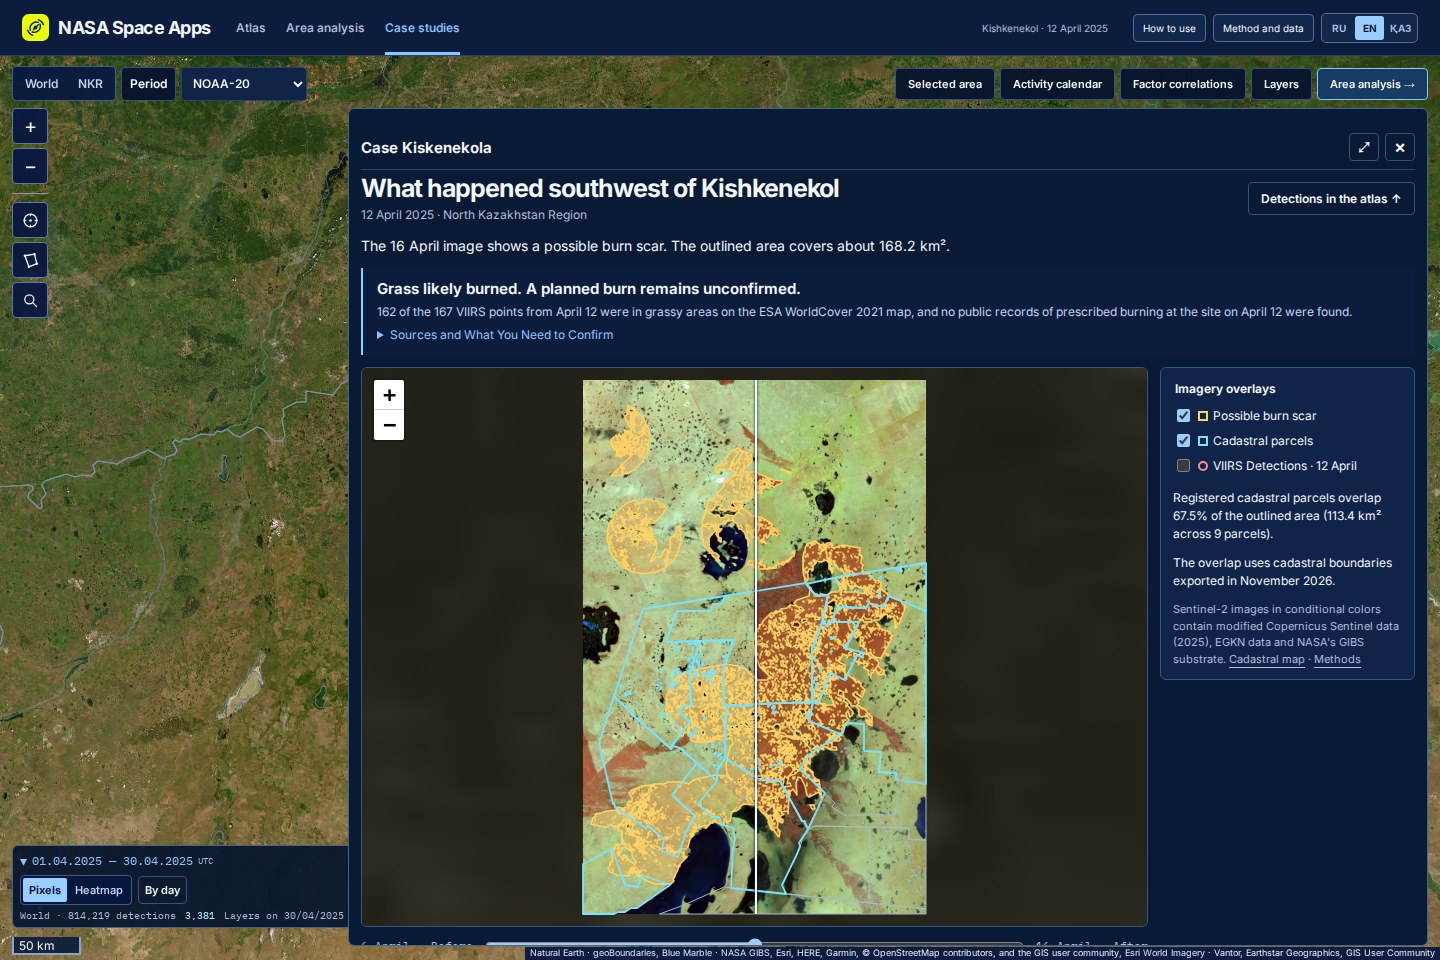 NASA Space Apps
Atlas
Area analysis
Case studies
Kishkenekol · 12 April 2025
How to use
Method and data
RU
EN
ҚАЗ
World
NKR
Period
NOAA-20
Selected area
Activity calendar
Factor correlations
Layers
Area analysis →
Case Kiskenekola
What happened southwest of Kishkenekol
12 April 2025 · North Kazakhstan Region
Detections in the atlas ↑
The 16 April image shows a possible burn scar. The outlined area covers about 168.2 km².
Grass likely burned. A planned burn remains unconfirmed.
162 of the 167 VIIRS points from April 12 were in grassy areas on the ESA WorldCover 2021 map, and no public records of prescribed burning at the site on April 12 were found.
▶ Sources and What You Need to Confirm
+
−
Imagery overlays
Possible burn scar
Cadastral parcels
VIIRS Detections · 12 April
Registered cadastral parcels overlap
67.5% of the outlined area (113.4 km²
across 9 parcels).
The overlap uses cadastral boundaries
exported in November 2026.
Sentinel-2 images in conditional colors
contain modified Copernicus Sentinel data
(2025), EGKN data and NASA's GIBS
substrate. Cadastral map · Methods
▼ 01.04.2025 — 30.04.2025 UTC
Pixels
Heatmap
By day
World · 814,219 detections 3,381 Layers on 30/04/2025
50 km
Natural Earth · geoBoundaries, Blue Marble · NASA GIBS, Esri, HERE, Garmin, © OpenStreetMap contributors, and the GIS user community, Esri World Imagery · Vantor, Earthstar Geographics, GIS User Community